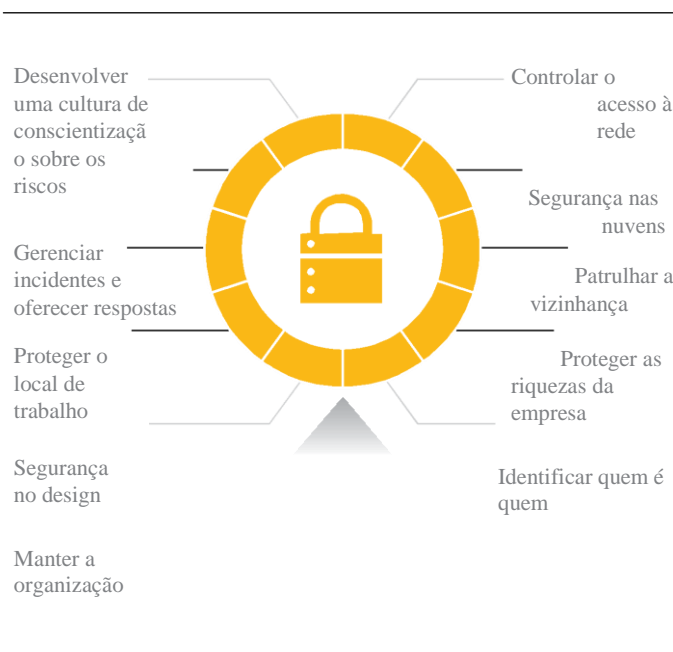 Desenvolver
uma cultura de
conscientizaçã
o sobre os
riscos
Gerenciar
incidentes e
oferecer respostas
Proteger o
local de
trabalho
Segurança
no design
Manter a
organização
Controlar o
acesso à
rede
Segurança nas
nuvens
Patrulhar a
vizinhança
Proteger as
riquezas da
empresa
Identificar quem é
quem